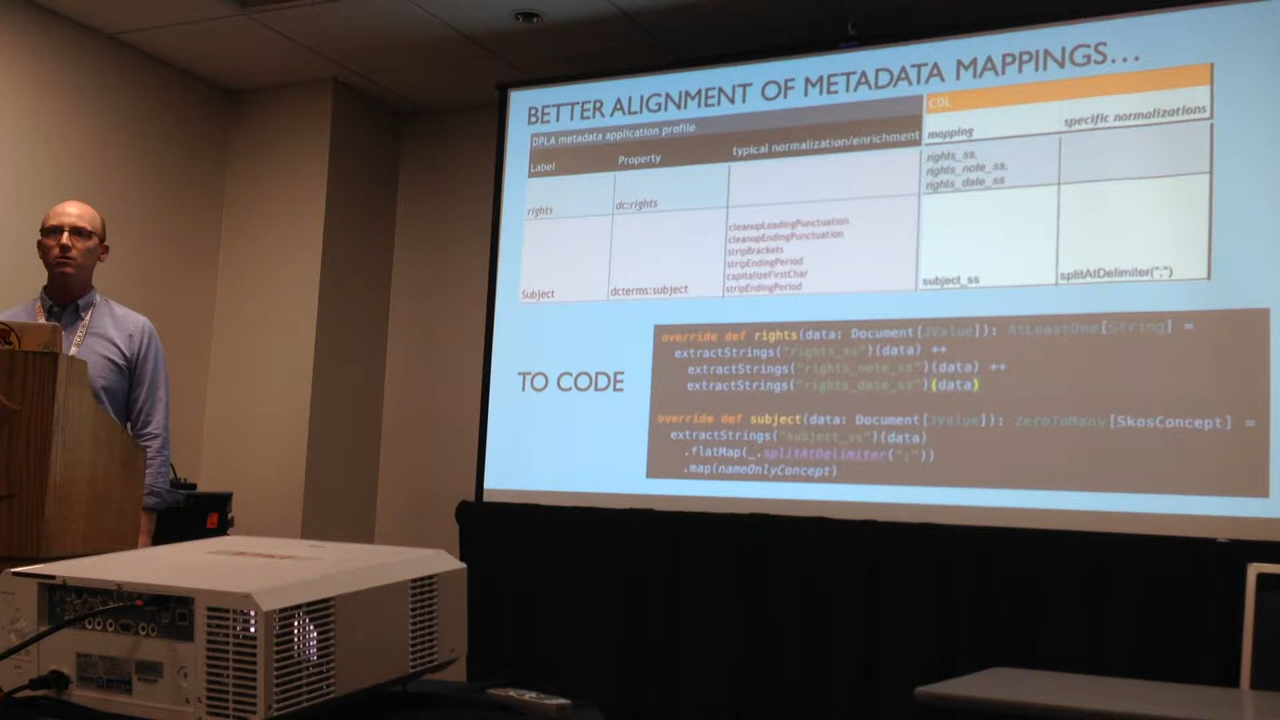 BETTER ALIGNMENT OF METADATA MAPPINGS...
DPLA metadata application profile
CDL
Label
Property
typical normalization/enrichment
mapping
specific normalizations
rights
dc:rights
rights_ss,
rights_note_ss,
rights_date_ss
Subject
dcterms:subject
cleanupLeadingPunctuation
cleanupEndingPunctuation
stripBrackets
stripEndingPeriod
capitalizeFirstChar
stripEndingPeriod
subject_ss
splitAtDelimiter(";")
TO CODE
override def rights(data: Document[JValue]): AtLeastOne[String] =
extractStrings("rights_ss")(data) ++
extractStrings("rights_note_ss")(data) ++
extractStrings("rights_date_ss")(data)
override def subject(data: Document[JValue]): ZeroToMany[SkosConcept] =
extractStrings("subject_ss")(data)
.flatMap(_.splitAtDelimiter(";"))
.map(nameOnlyConcept)